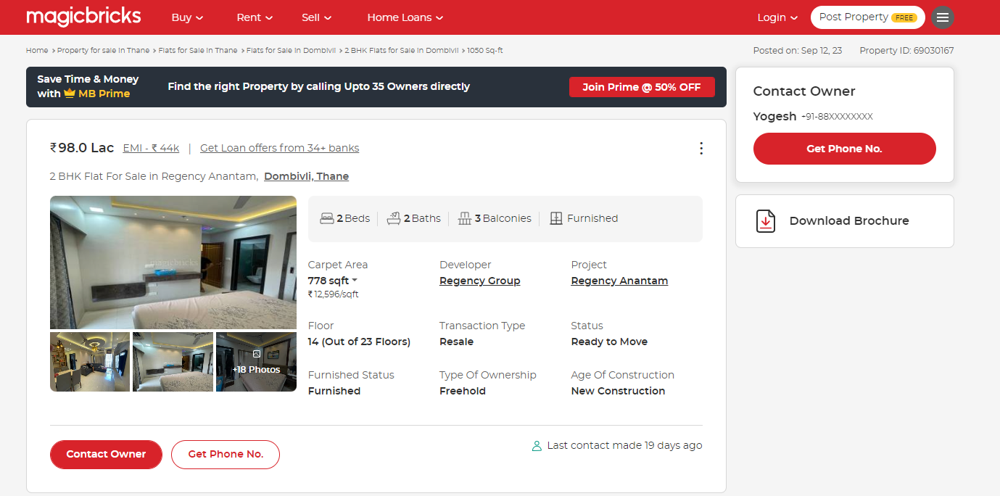 magicbricks
Buy Rent Sell Home Loans Login Post Property FREE
Home > Property for sale in Thane > Flats for Sale in Thane > Flats for Sale in Dombivli > 2 BHK Flats for Sale in Dombivli > 1050 Sq-ft
Posted on: Sep 12, 23 Property ID: 69030167
Save Time & Money
with MB Prime
Find the right Property by calling Upto 35 Owners directly
Join Prime @ 50% OFF
₹98.0 Lac EMI - ₹ 44k | Get Loan offers from 34+ banks
2 BHK Flat For Sale in Regency Anantam, Dombivli, Thane
magicbricks
+18 Photos
2 Beds 2 Baths 3 Balconies Furnished
Carpet Area
778 sqft
₹ 12,596/sqft
Developer
Regency Group
Project
Regency Anantam
Floor
14 (Out of 23 Floors)
Transaction Type
Resale
Status
Ready to Move
Furnished Status
Furnished
Type Of Ownership
Freehold
Age Of Construction
New Construction
Contact Owner
Get Phone No.
Last contact made 19 days ago
Contact Owner
Yogesh +91-88XXXXXXXX
Get Phone No.
Download Brochure